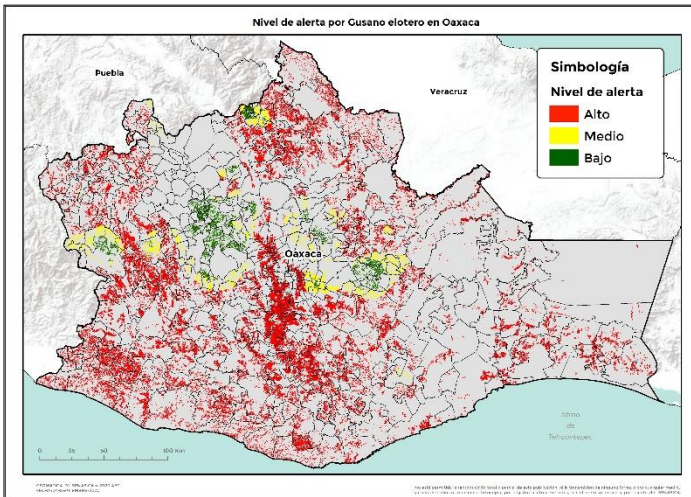 Nivel de alerta por Gusano elotero en Oaxaca
Puebla
Veracruz
Simbología
Nivel de alerta
Alto
Medio
Bajo
Oaxaca
Istmo
de
Tehuantepec
0 25 50 100 Km